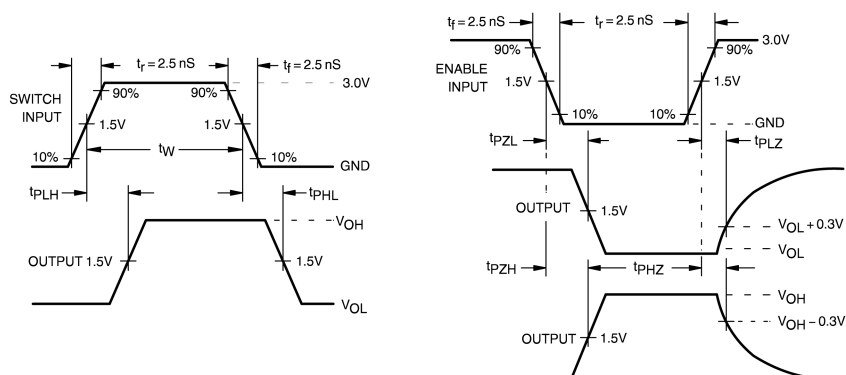 tr = 2.5 nS
tf = 2.5 nS
3.0V
90%
90%
SWITCH
INPUT
1.5V
1.5V
tW
10%
10%
GND
tPLH
tPHL
VOH
OUTPUT 1.5V
1.5V
VOL
tf = 2.5 nS
tr = 2.5 nS
90%
90%
3.0V
ENABLE
INPUT
1.5V
1.5V
10%
10%
GND
tPZL
tPLZ
OUTPUT
1.5V
VOL + 0.3V
VOL
tPZH
tPHZ
VOH
VOH – 0.3V
OUTPUT
1.5V